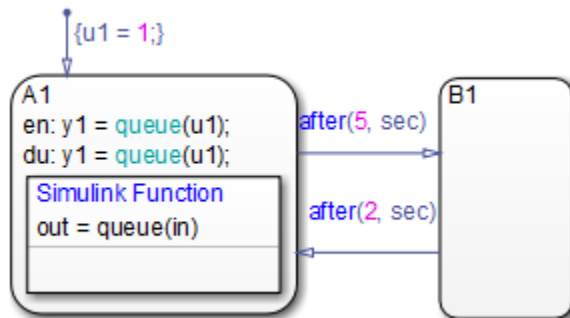 {u1 = 1;}
A1
en: y1 = queue(u1);
du: y1 = queue(u1);
Simulink Function
out = queue(in)
after(5, sec)
after(2, sec)
B1